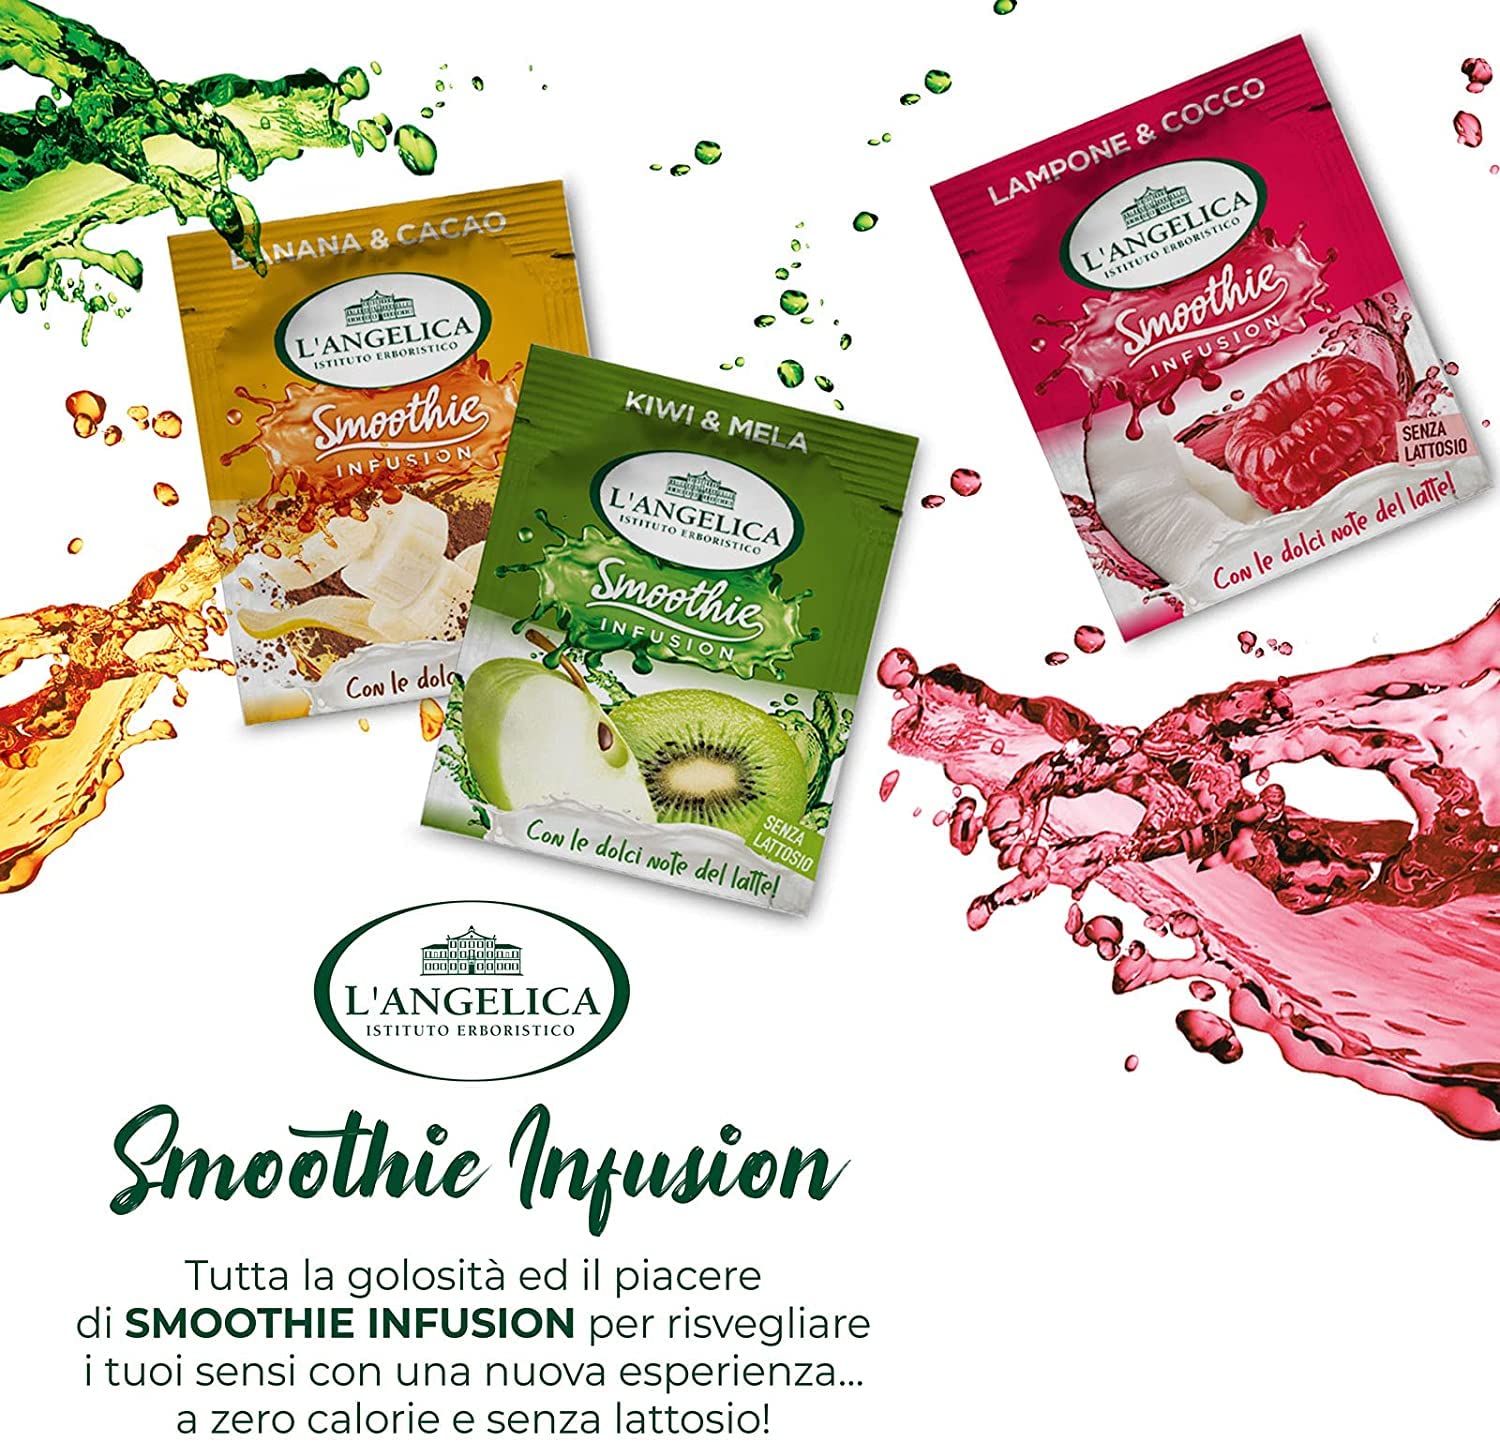 BANANA & CACAO
L'ANGELICA
ISTITUTO ERBORISTICO
Smoothie
INFUSION
Con le dolc
KIWI & MELA
L'ANGELICA
ISTITUTO ERBORISTICO
Smoothie
INFUSION
SENZA
LATTOSIO
Con le dolci note del latte!
LAMPONE & COCCO
L'ANGELICA
ISTITUTO ERBORISTICO
Smoothie
INFUSION
SENZA
LATTOSIO
Con le dolci note del latte!
L'ANGELICA
ISTITUTO ERBORISTICO
Smoothie Infusion
Tutta la golosità ed il piacere
di SMOOTHIE INFUSION per risvegliare
i tuoi sensi con una nuova esperienza...
a zero calorie e senza lattosio!